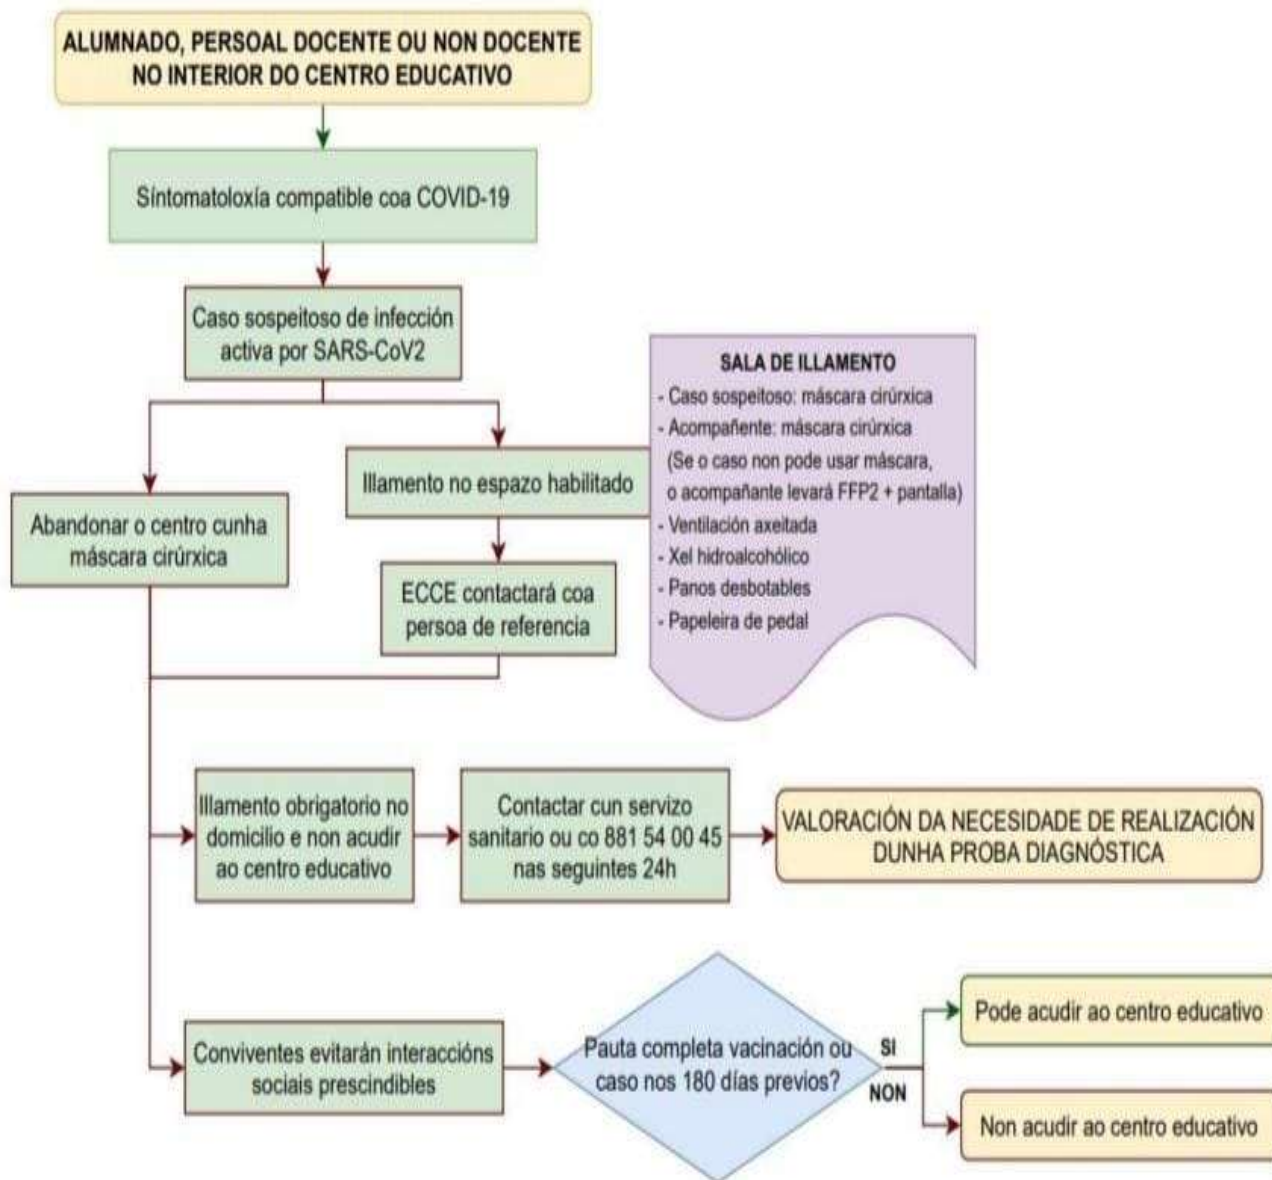 ALUMNADO, PERSOAL DOCENTE OU NON DOCENTE
NO INTERIOR DO CENTRO EDUCATIVO
Síntomatoloxía compatible coa COVID-19
Caso sospeitoso de infección
activa por SARS-CoV2
Abandonar o centro cunha
máscara cirúrxica
Illamento no espazo habilitado
ECCE contactará coa
persoa de referencia
SALA DE ILLAMENTO
- Caso sospeitoso: máscara cirúrxica
- Acompañente: máscara cirúrxica
(Se o caso non pode usar máscara,
o acompañante levará FFP2 + pantalla)
- Ventilación axeitada
- Xel hidroalcohólico
- Panos desbotables
- Papeleira de pedal
Illamento obrigatorio no
domicilio e non acudir
ao centro educativo
Contactar cun servizo
sanitario ou co 881 54 00 45
nas seguintes 24h
VALORACIÓN DA NECESIDADE DE REALIZACIÓN
DUNHA PROBA DIAGNÓSTICA
Conviventes evitarán interaccións
sociais prescindibles
Pauta completa vacinación ou
caso nos 180 días previos?
SI
NON
Pode acudir ao centro educativo
Non acudir ao centro educativo